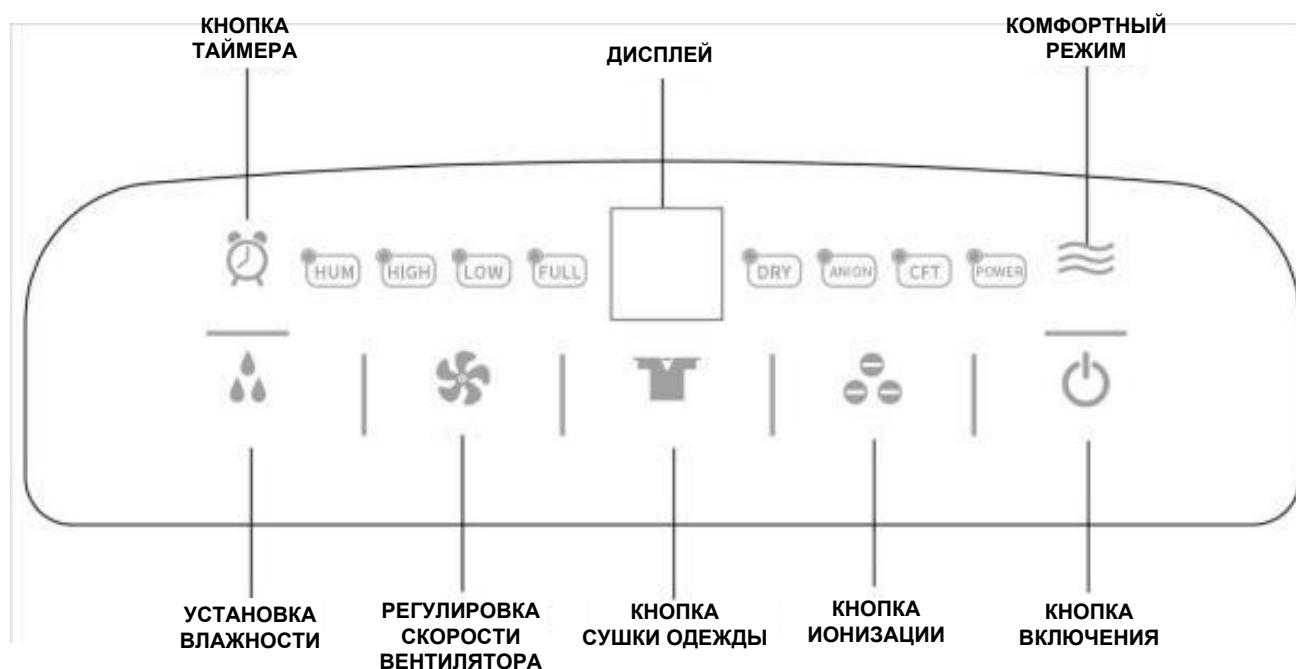 КНОПКА
ТАЙМЕРА
ДИСПЛЕЙ
КОМФОРТНЫЙ
РЕЖИМ
HUM HIGH LOW FULL DRY ANION CFT POWER
УСТАНОВКА
ВЛАЖНОСТИ
РЕГУЛИРОВКА
СКОРОСТИ
ВЕНТИЛЯТОРА
КНОПКА
СУШКИ ОДЕЖДЫ
КНОПКА
ИОНИЗАЦИИ
КНОПКА
ВКЛЮЧЕНИЯ